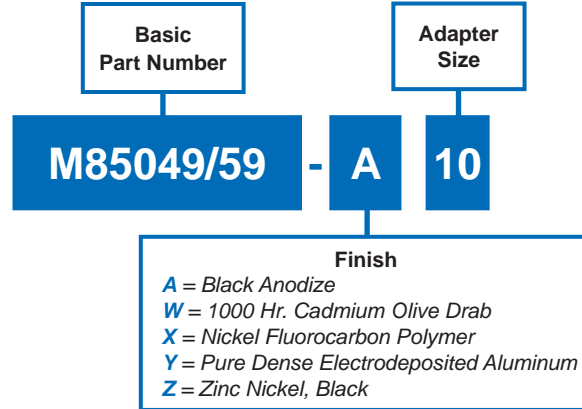 Basic
Part Number
Adapter
Size
M85049/59 - A 10
Finish
A = Black Anodize
W = 1000 Hr. Cadmium Olive Drab
X = Nickel Fluorocarbon Polymer
Y = Pure Dense Electrodeposited Aluminum
Z = Zinc Nickel, Black